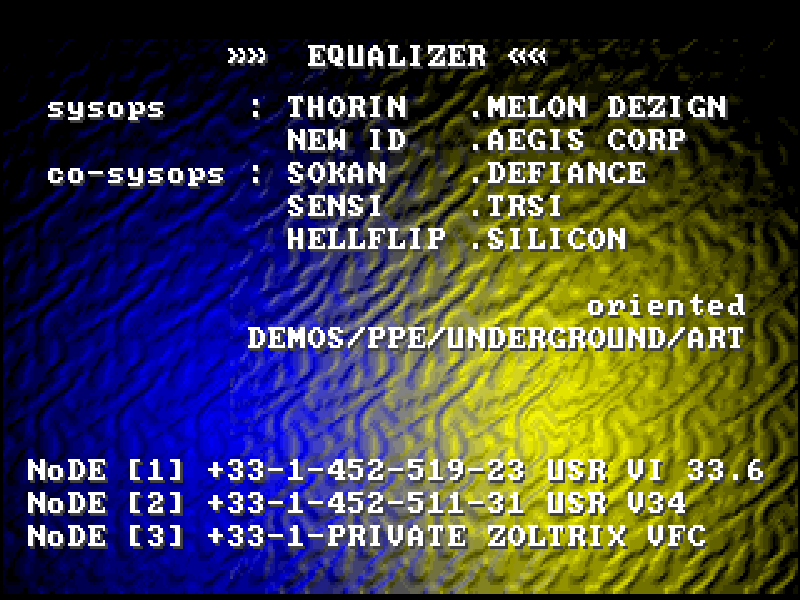 »» EQUALIZER ««
sysops : THORIN .MELON DEZIGN
NEW ID .AEGIS CORP
co-sysops : SOKAN .DEFIANCE
SENSI .TRSI
HELLFLIP .SILICON
oriented
DEMOS/PPE/UNDERGROUND/ART
NoDE [1] +33-1-452-519-23 USR VI 33.6
NoDE [2] +33-1-452-511-31 USR V34
NoDE [3] +33-1-PRIVATE ZOLTRIX VFC